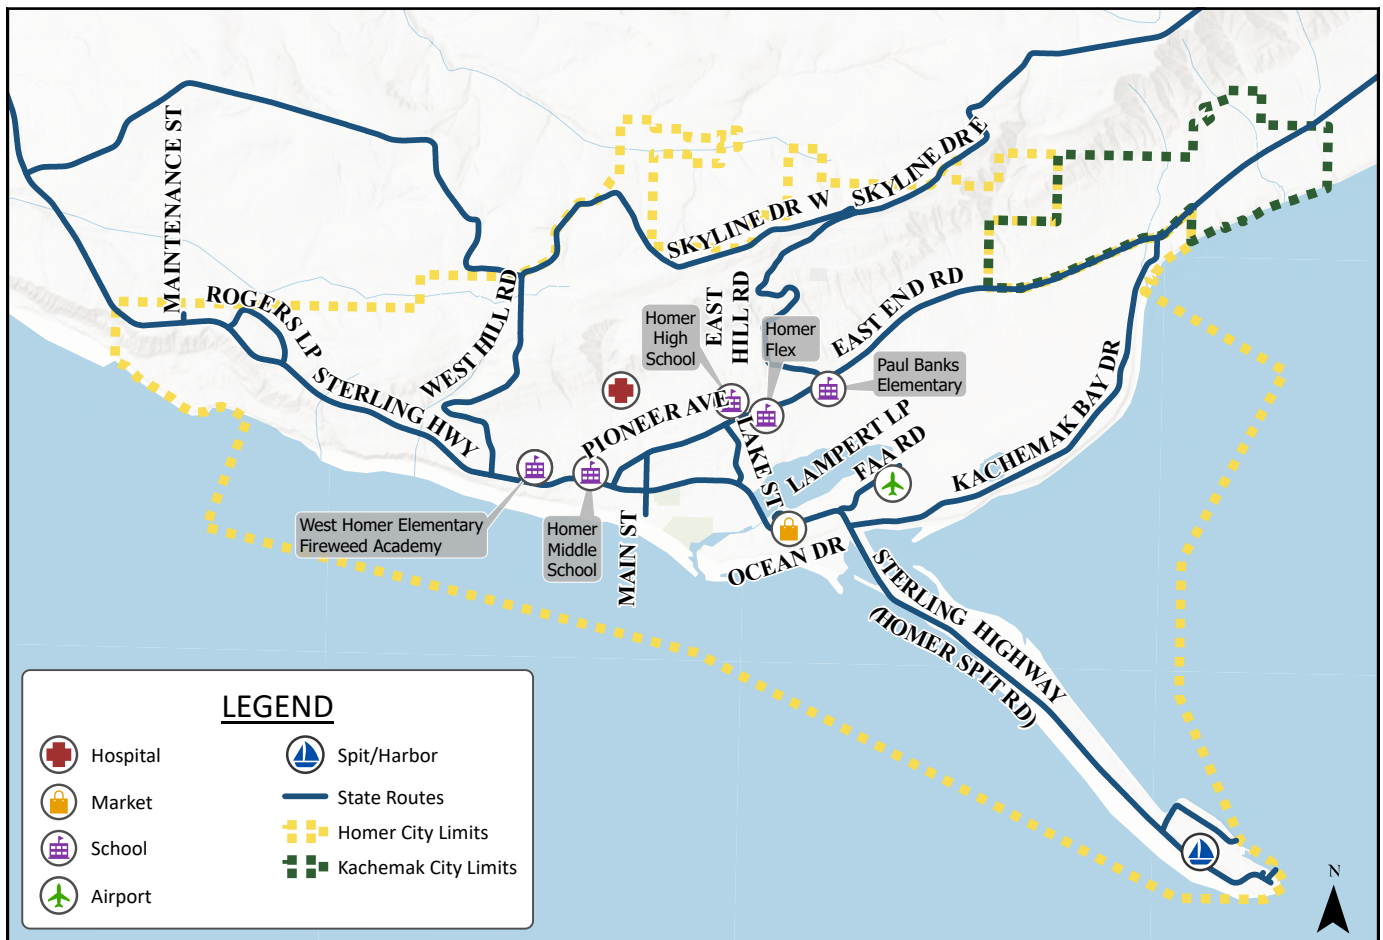 MAINTENANCE ST
SKYLINE DR E
SKYLINE DR W
ROGERS LP
WEST HILL RD
EAST
HILL RD
EAST END RD
Homer
High
School
Homer
Flex
Paul Banks
Elementary
STERLING HWY
PIONEER AVE
LAKE ST
LAMPERT LP
FAA RD
KACHEMAK BAY DR
West Homer Elementary
Fireweed Academy
Homer
Middle
School
MAIN ST
OCEAN DR
STERLING HIGHWAY
(HOMER SPIT RD)
LEGEND
Hospital
Market
School
Airport
Spit/Harbor
State Routes
Homer City Limits
Kachemak City Limits
N